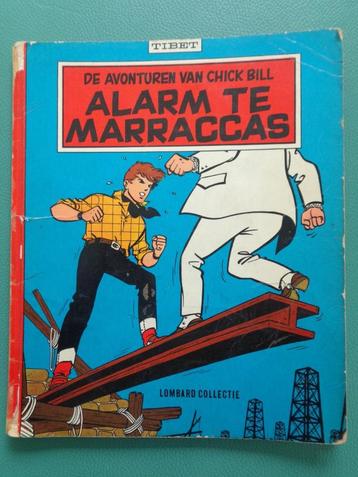 TIBET
DE AVONTUREN VAN CHICK BILL
ALARM TE
MARRACCAS
LOMBARD COLLECTIE